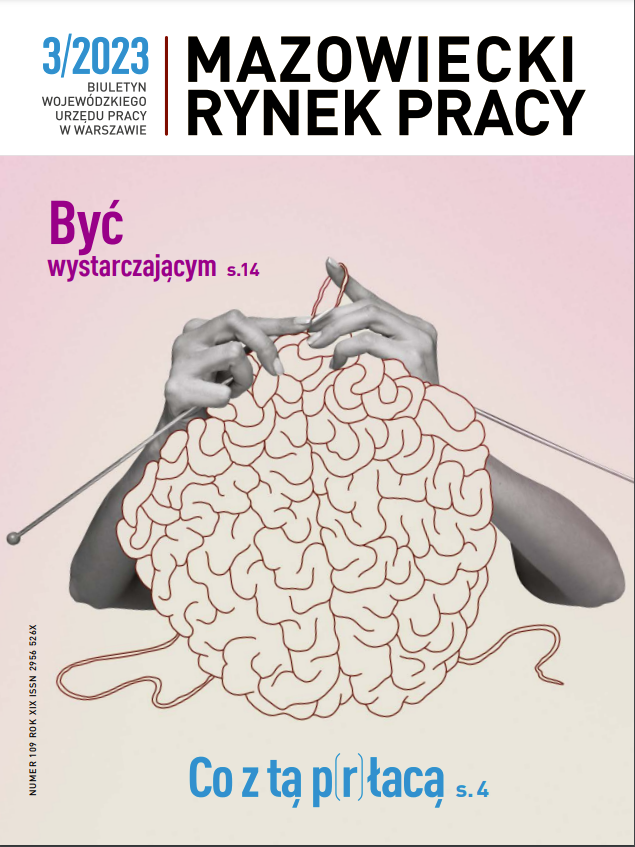 3/2023
BIULETYN
WOJEWÓDZKIEGO
URZĘDU PRACY
W WARSZAWIE
MAZOWIECKI
RYNEK PRACY
Być
wystarczającym s.14
NUMER 109 ROK XIX ISSN 2956 526X
Co z tą p(r)łacą s. 4